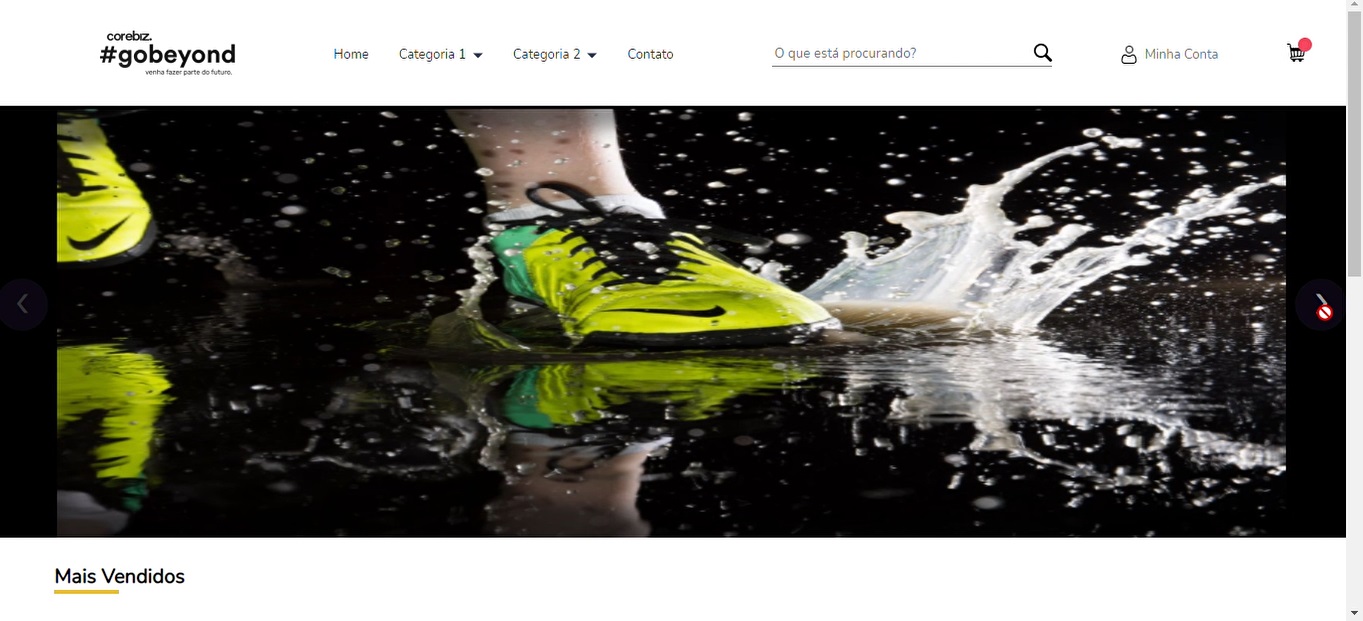 corebiz.
#gobeyond
venha fazer parte do futuro.
Home
Categoria 1
Categoria 2
Contato
O que está procurando?
Minha Conta
Mais Vendidos